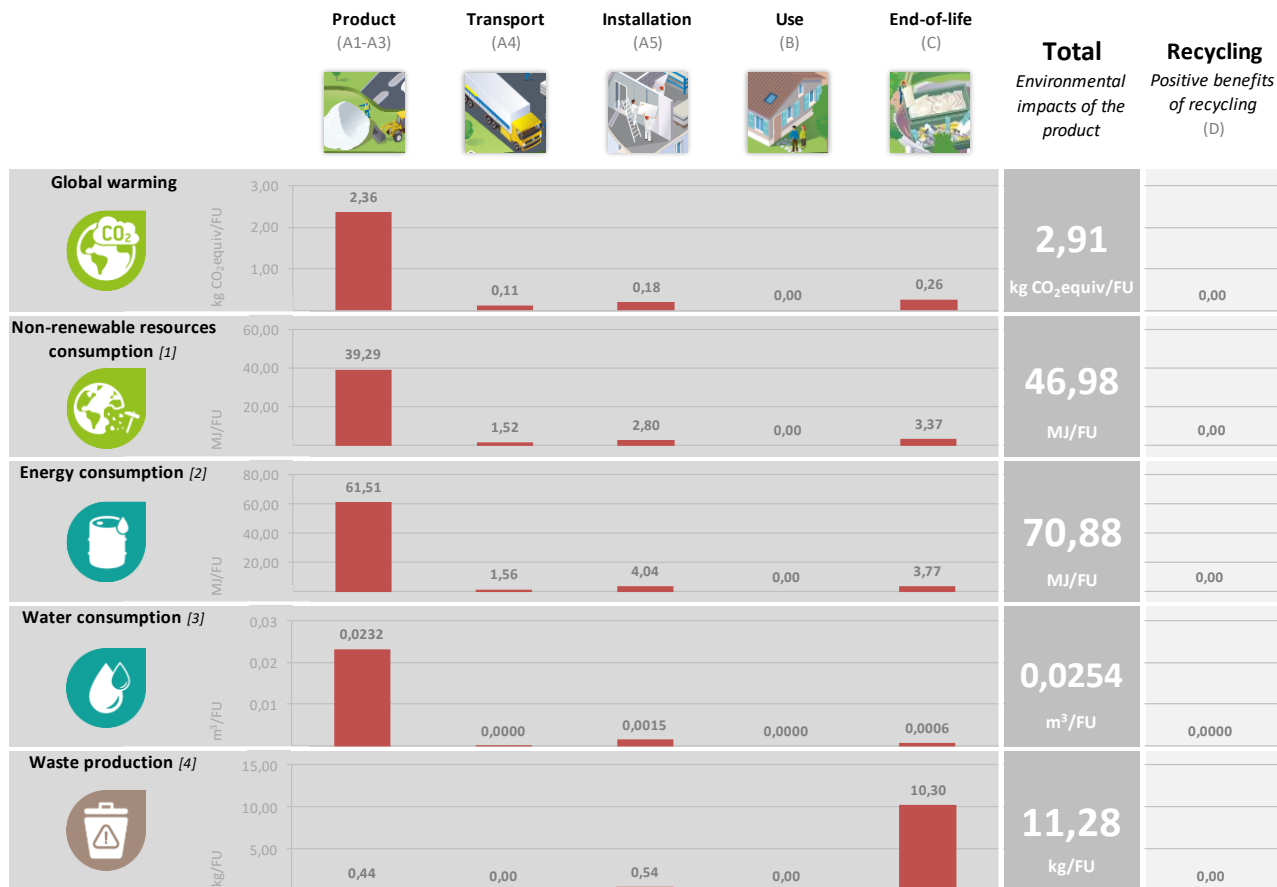 Product
(A1-A3)
Transport
(A4)
Installation
(A5)
Use
(B)
End-of-life
(C)
Total
Environmental
impacts of the
product
Recycling
Positive benefits
of recycling
(D)
Global warming
CO₂
kg CO₂equiv/FU
3,00
2,00
1,00
2,36
0,11
0,18
0,00
0,26
2,91
kg CO₂equiv/FU
0,00
Non-renewable resources
consumption [1]
MJ/FU
60,00
40,00
20,00
39,29
1,52
2,80
0,00
3,37
46,98
MJ/FU
0,00
Energy consumption [2]
MJ/FU
80,00
60,00
40,00
20,00
61,51
1,56
4,04
0,00
3,77
70,88
MJ/FU
0,00
Water consumption [3]
m³/FU
0,03
0,02
0,01
0,0232
0,0000
0,0015
0,0000
0,0006
0,0254
m³/FU
0,0000
Waste production [4]
kg/FU
15,00
10,00
5,00
0,44
0,00
0,54
0,00
10,30
11,28
kg/FU
0,00